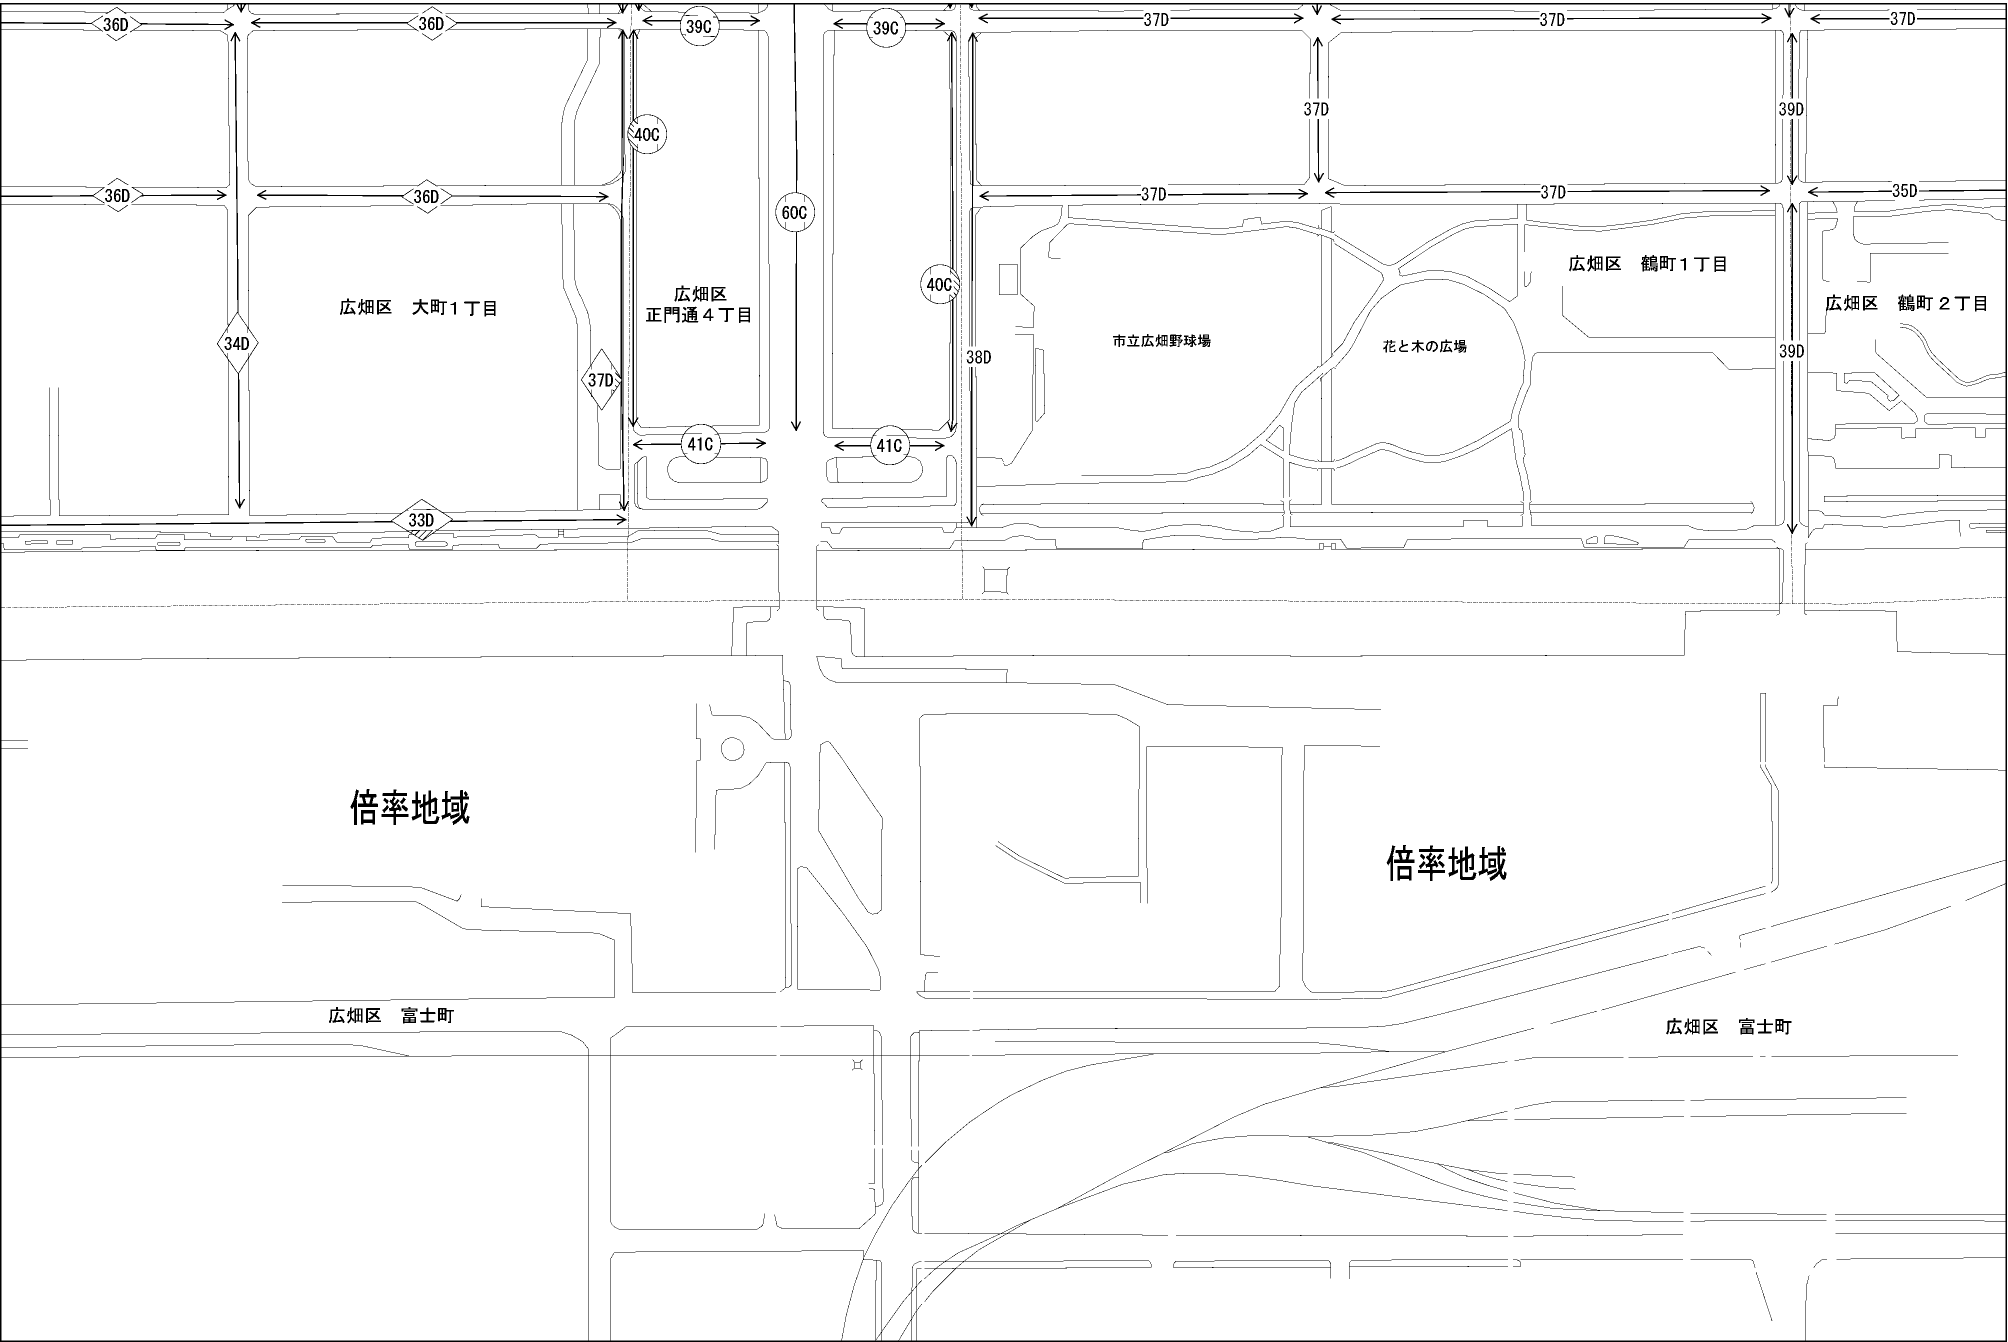 36D
36D
39C
39C
37D
37D
37D
37D
39D
40C
36D
36D
37D
37D
35D
60C
広畑区　鶴町１丁目
40C
広畑区
正門通４丁目
広畑区　大町１丁目
広畑区　鶴町２丁目
34D
市立広畑野球場
花と木の広場
38D
39D
37D
41C
41C
33D
倍率地域
倍率地域
広畑区　富士町
広畑区　富士町